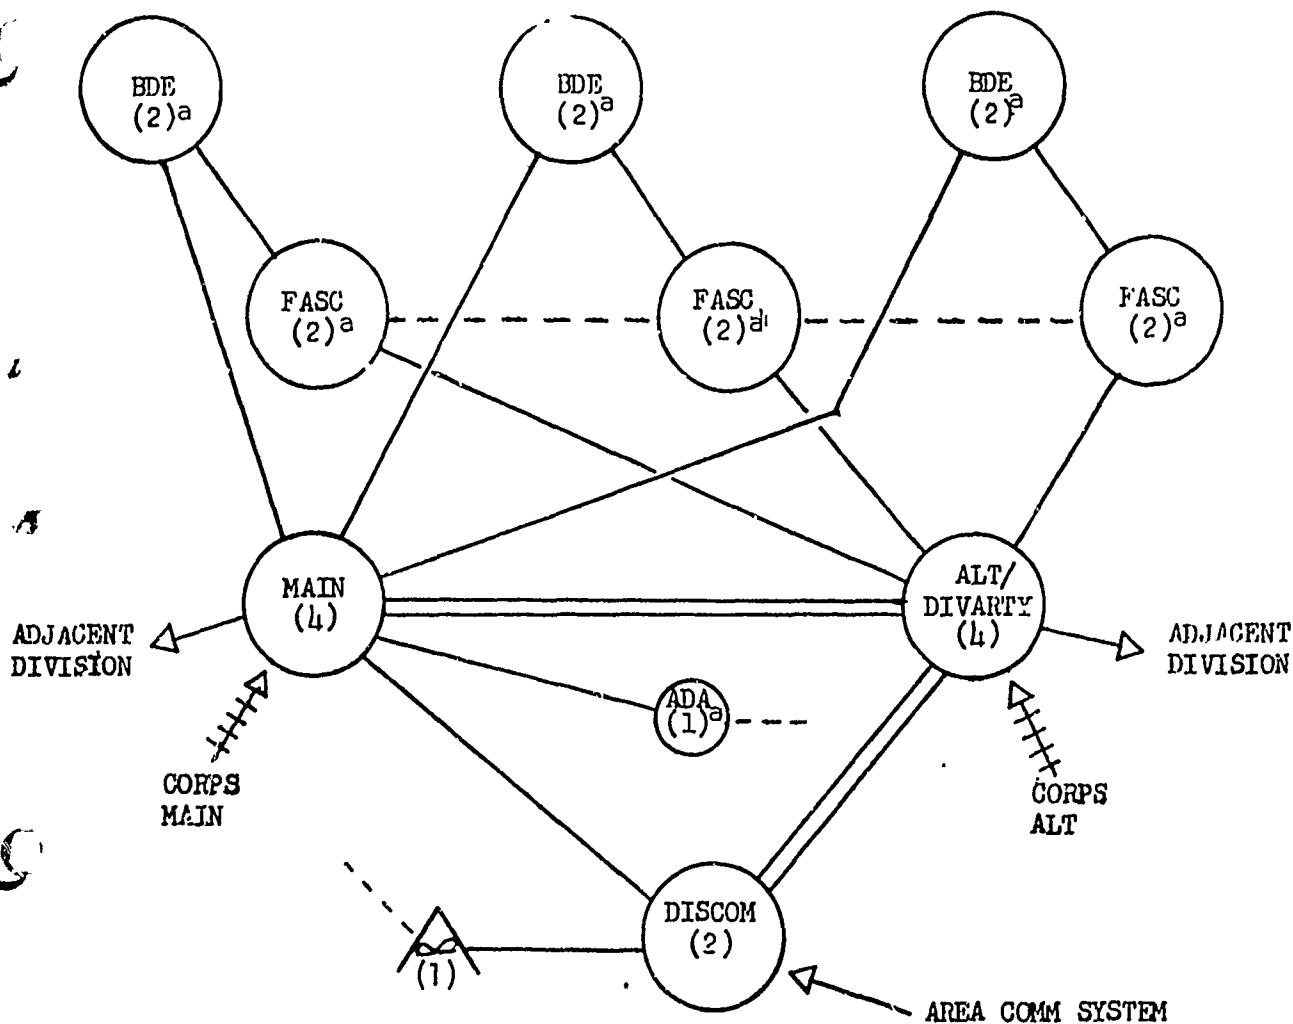 BDE
(2)a
BDE
(2)a
BDE
(2)a
FASC
(2)a
FASC
(2)a
FASC
(2)a
MAIN
(4)
ALT/
DIVARTY
(4)
ADJACENT
DIVISION
ADJACENT
DIVISION
ADA
(1)a
CORPS
MAIN
CORPS
ALT
DISCOM
(2)
(1)
AREA COMM SYSTEM